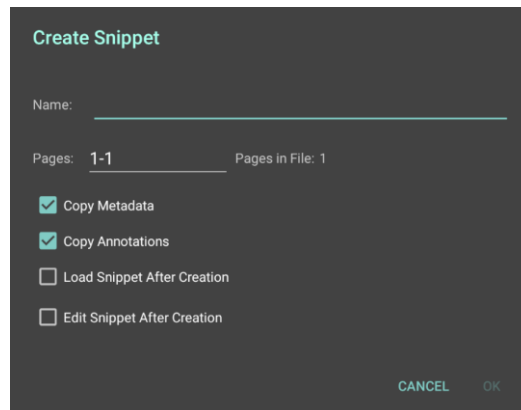 Create Snippet
Name:
Pages: 1-1 Pages in File: 1
Copy Metadata
Copy Annotations
Load Snippet After Creation
Edit Snippet After Creation
CANCEL OK